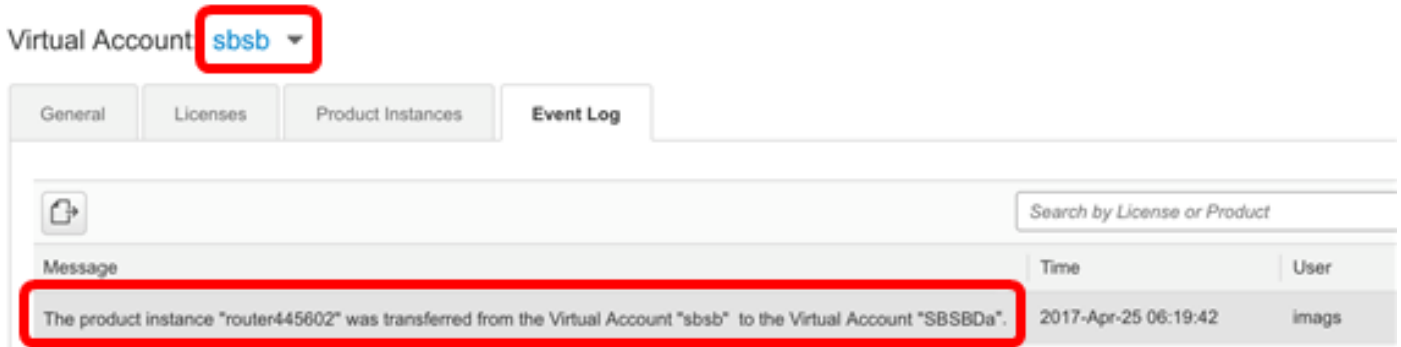 Virtual Account: sbsb
General Licenses Product Instances Event Log
Search by License or Product
Message Time User
The product instance "router445602" was transferred from the Virtual Account "sbsb" to the Virtual Account "SBSBDa". 2017-Apr-25 06:19:42 imags